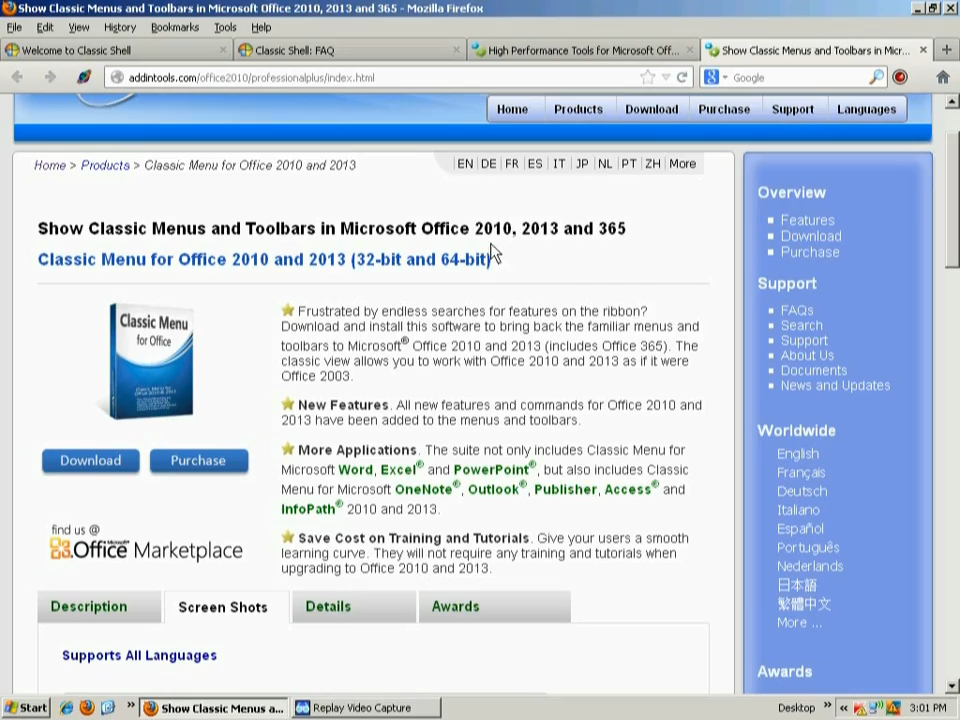 Show Classic Menus and Toolbars in Microsoft Office 2010, 2013 and 365 - Mozilla Firefox
File Edit View History Bookmarks Tools Help
Welcome to Classic Shell
Classic Shell: FAQ
High Performance Tools for Microsoft Off...
Show Classic Menus and Toolbars in Micr...
addintools.com/office2010/professionalplus/index.html
Google
Home Products Download Purchase Support Languages
Home > Products > Classic Menu for Office 2010 and 2013
EN DE FR ES IT JP NL PT ZH More
Show Classic Menus and Toolbars in Microsoft Office 2010, 2013 and 365
Classic Menu for Office 2010 and 2013 (32-bit and 64-bit)
Classic Menu
for Office
Download Purchase
find us @
Microsoft
Office Marketplace
Frustrated by endless searches for features on the ribbon?
Download and install this software to bring back the familiar menus and
toolbars to Microsoft® Office 2010 and 2013 (includes Office 365). The
classic view allows you to work with Office 2010 and 2013 as if it were
Office 2003.
New Features. All new features and commands for Office 2010 and
2013 have been added to the menus and toolbars.
More Applications. The suite not only includes Classic Menu for
Microsoft Word, Excel® and PowerPoint®, but also includes Classic
Menu for Microsoft OneNote®, Outlook®, Publisher, Access® and
InfoPath® 2010 and 2013.
Save Cost on Training and Tutorials. Give your users a smooth
learning curve. They will not require any training and tutorials when
upgrading to Office 2010 and 2013.
Description Screen Shots Details Awards
Supports All Languages
Overview
Features
Download
Purchase
Support
FAQs
Search
Support
About Us
Documents
News and Updates
Worldwide
English
Français
Deutsch
Italiano
Español
Português
Nederlands
日本語
繁體中文
More ...
Awards
Start
Show Classic Menus a...
Replay Video Capture
Desktop
3:01 PM